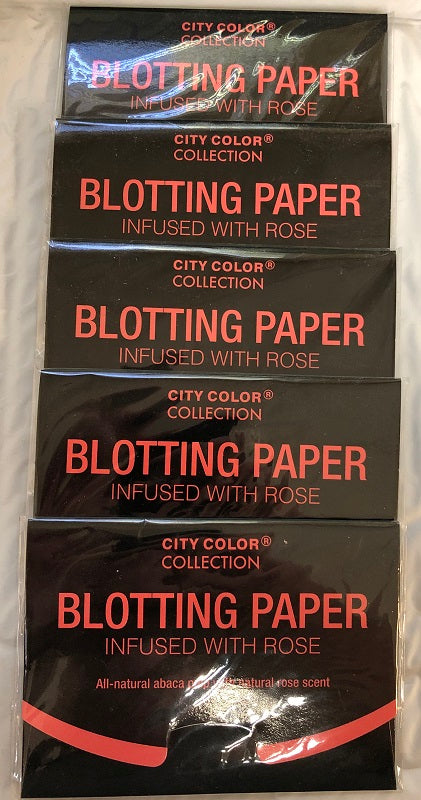 CITY COLOR®
COLLECTION
BLOTTING PAPER
INFUSED WITH ROSE
CITY COLOR®
COLLECTION
BLOTTING PAPER
INFUSED WITH ROSE
CITY COLOR®
COLLECTION
BLOTTING PAPER
INFUSED WITH ROSE
CITY COLOR®
COLLECTION
BLOTTING PAPER
INFUSED WITH ROSE
CITY COLOR®
COLLECTION
BLOTTING PAPER
INFUSED WITH ROSE
All-natural abaca natural rose scent